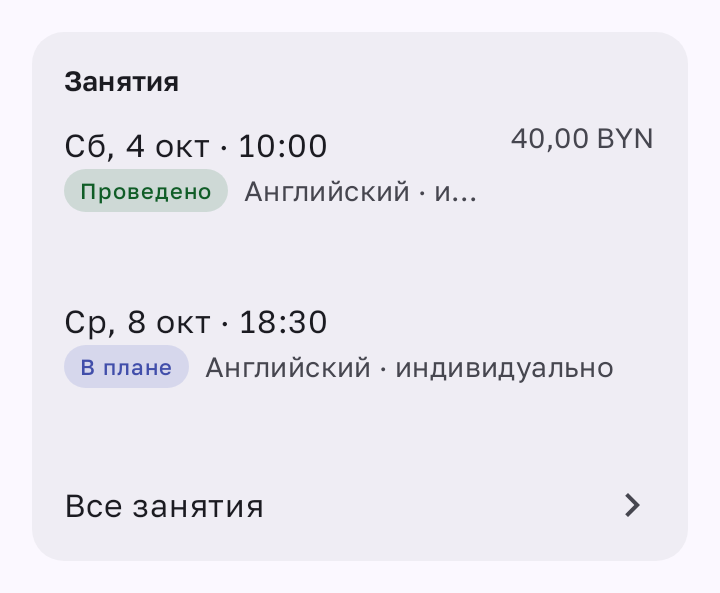 Занятия
Сб, 4 окт · 10:00 40,00 BYN
Проведено Английский · и...
Ср, 8 окт · 18:30
В плане Английский · индивидуально
Все занятия